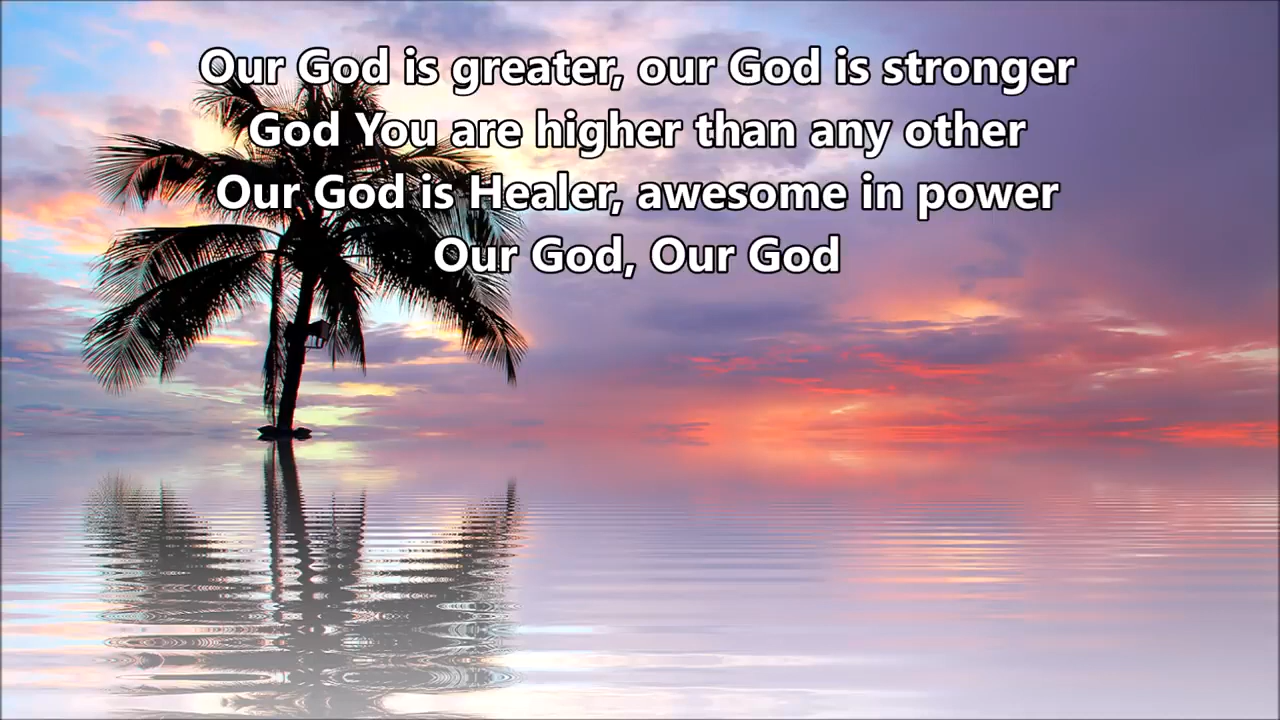 Our God is greater, our God is stronger
God You are higher than any other
Our God is Healer, awesome in power
Our God, Our God